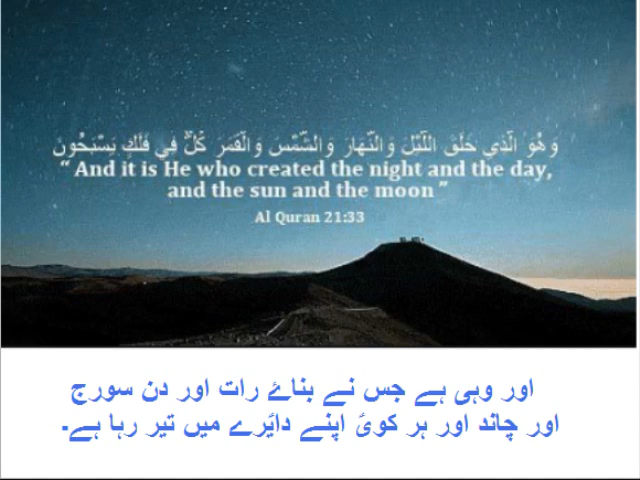 وَهُوَ الَّذِي خَلَقَ اللَّيْلَ وَالنَّهَارَ وَالشَّمْسَ وَالْقَمَرَ كُلٌّ فِي فَلَكٍ يَسْبَحُونَ
“ And it is He who created the night and the day,
and the sun and the moon ”
Al Quran 21:33
اور وہی ہے جس نے بناۓ رات اور دن سورج
اور چاند اور ہر کوئ اپنے دائرے میں تیر رہا ہے۔